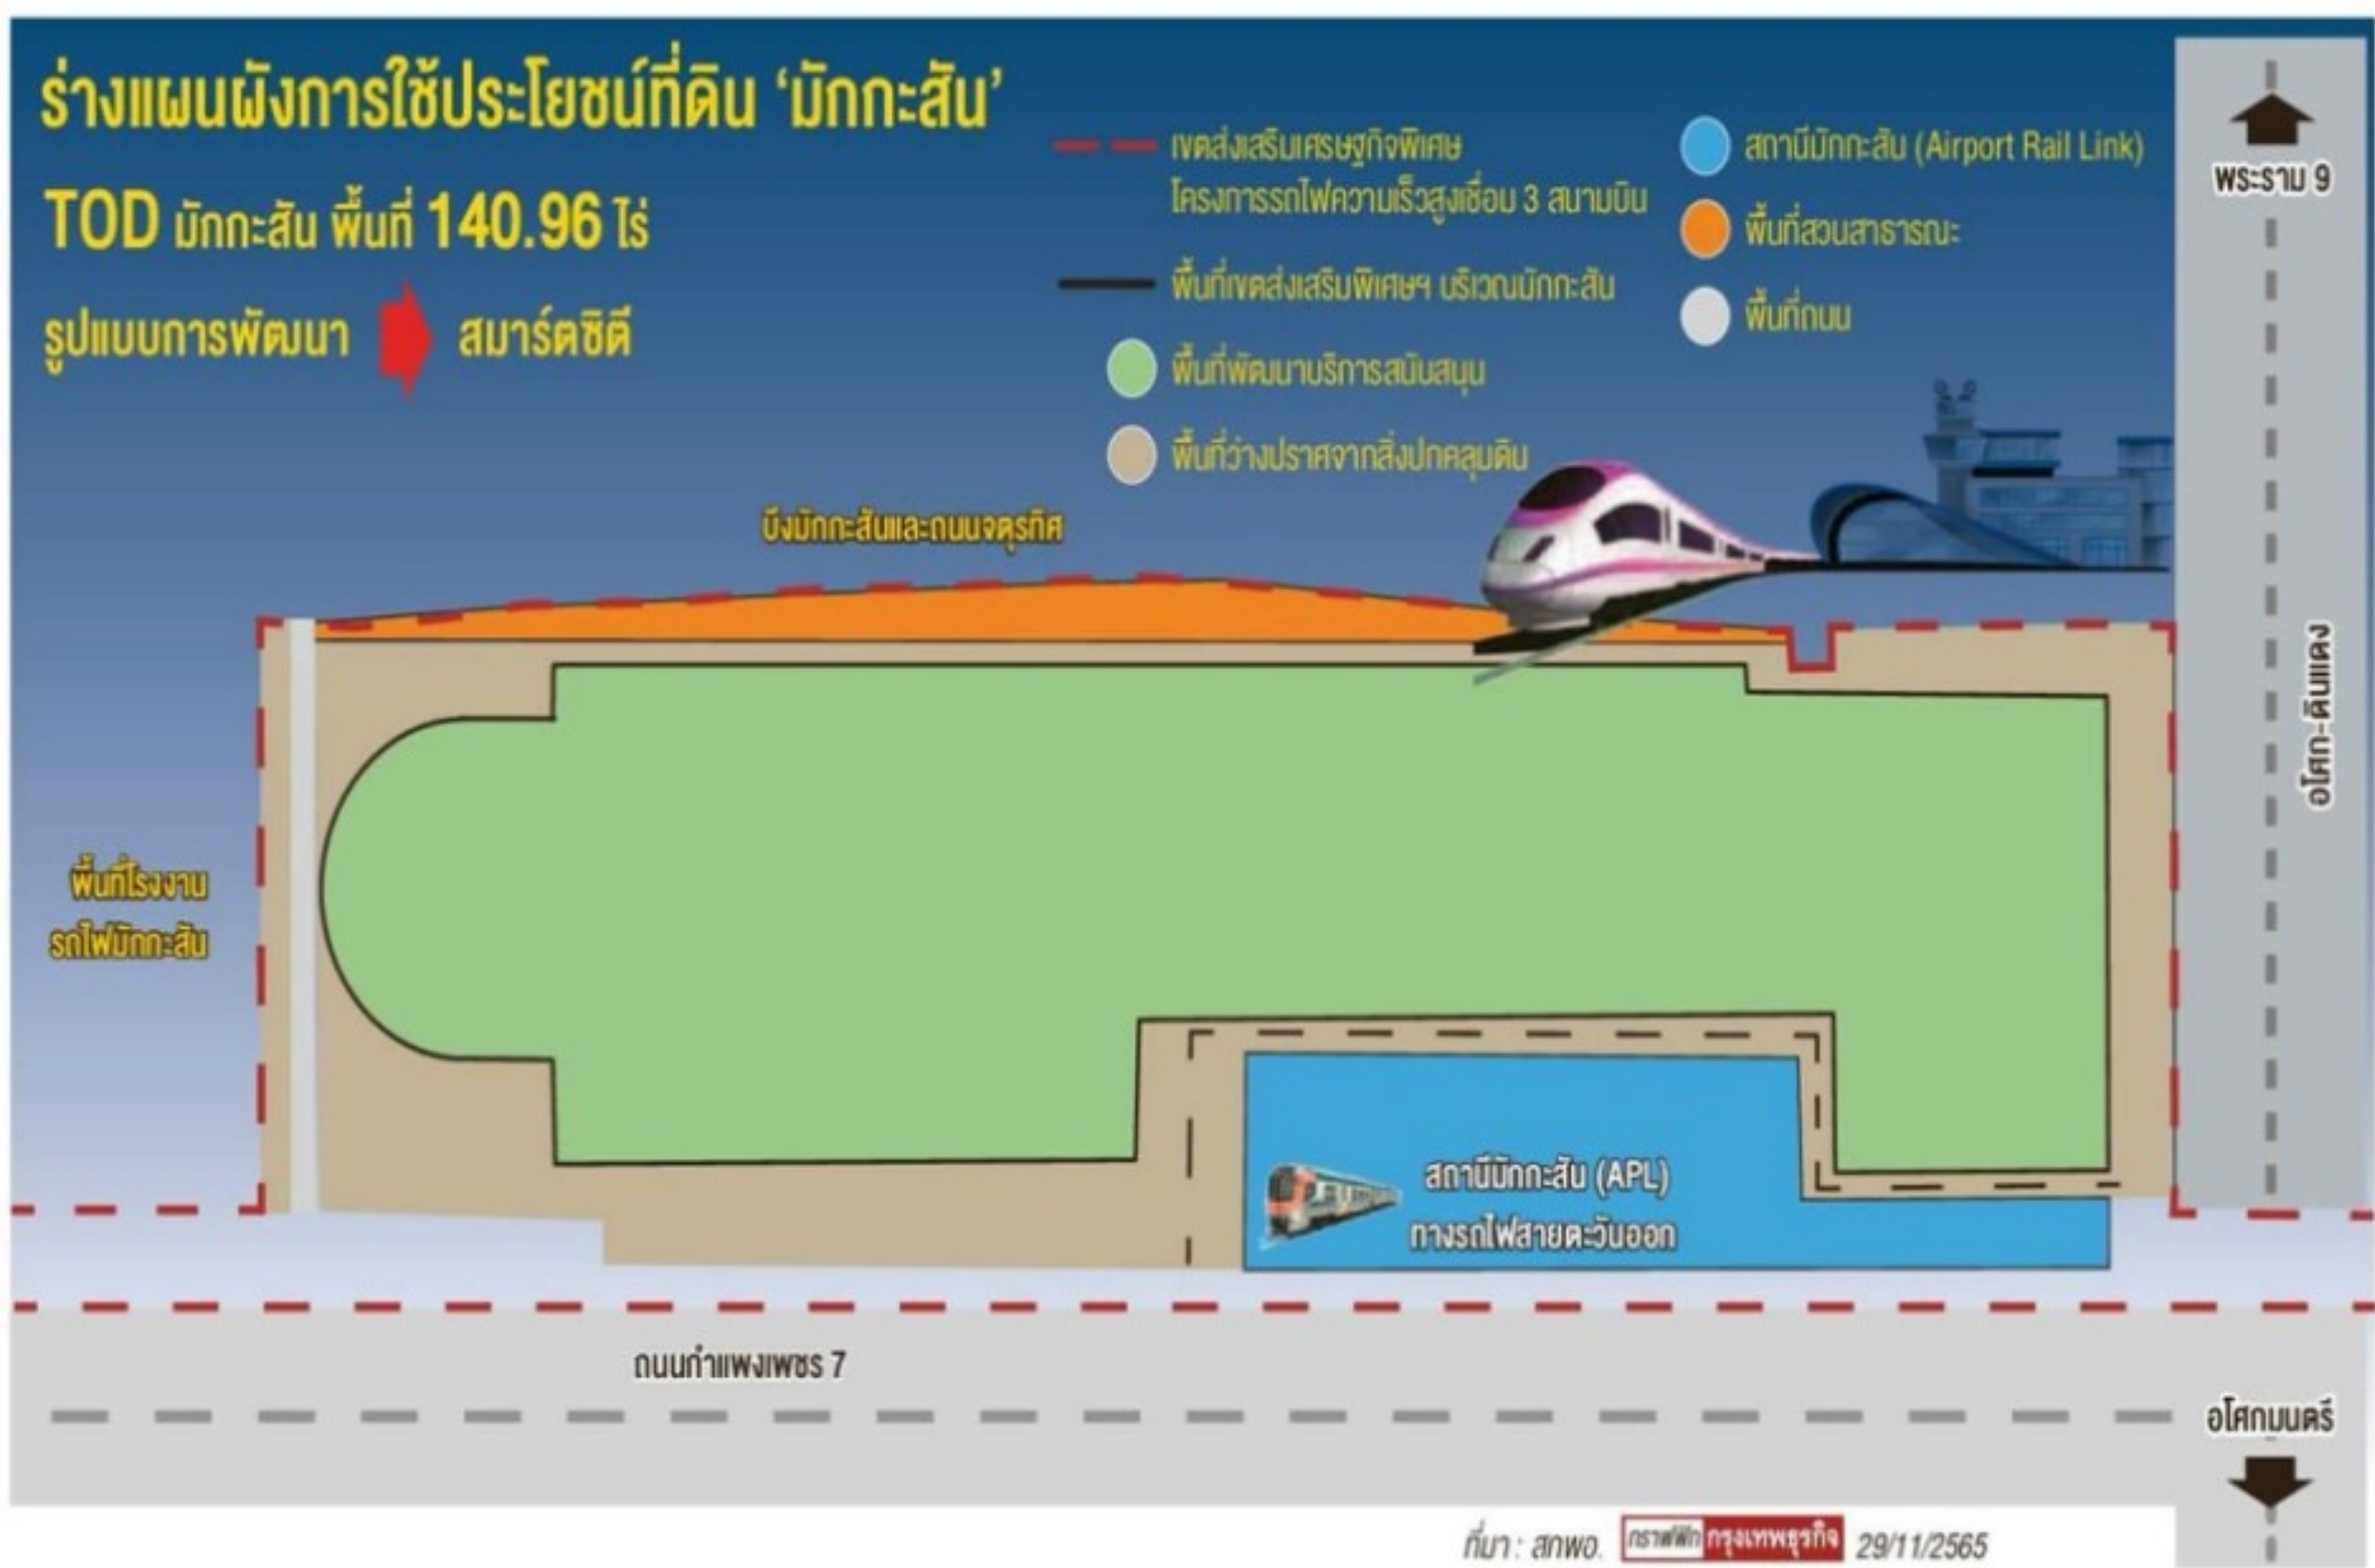 ร่างแผนผังการใช้ประโยชน์ที่ดิน ‘มักกะสัน’
TOD มักกะสัน พื้นที่ 140.96 ไร่
รูปแบบการพัฒนา สมาร์ตซิตี
เขตส่งเสริมเศรษฐกิจพิเศษ
โครงการรถไฟความเร็วสูงเชื่อม 3 สนามบิน
พื้นที่เขตส่งเสริมพิเศษฯ บริเวณมักกะสัน
พื้นที่พัฒนาบริการสนับสนุน
พื้นที่ว่างปราศจากสิ่งปกคลุมดิน
สถานีมักกะสัน (Airport Rail Link)
พื้นที่สวนสาธารณะ
พื้นที่ถนน
พระราม 9
บึงมักกะสันและถนนจตุรทิศ
อโศก-ดินแดง
พื้นที่โรงงาน
รถไฟมักกะสัน
สถานีมักกะสัน (APL)
ทางรถไฟสายตะวันออก
ถนนกำแพงเพชร 7
อโศกมนตรี
ที่มา : สกพอ. กราฟฟิก กรุงเทพธุรกิจ 29/11/2565